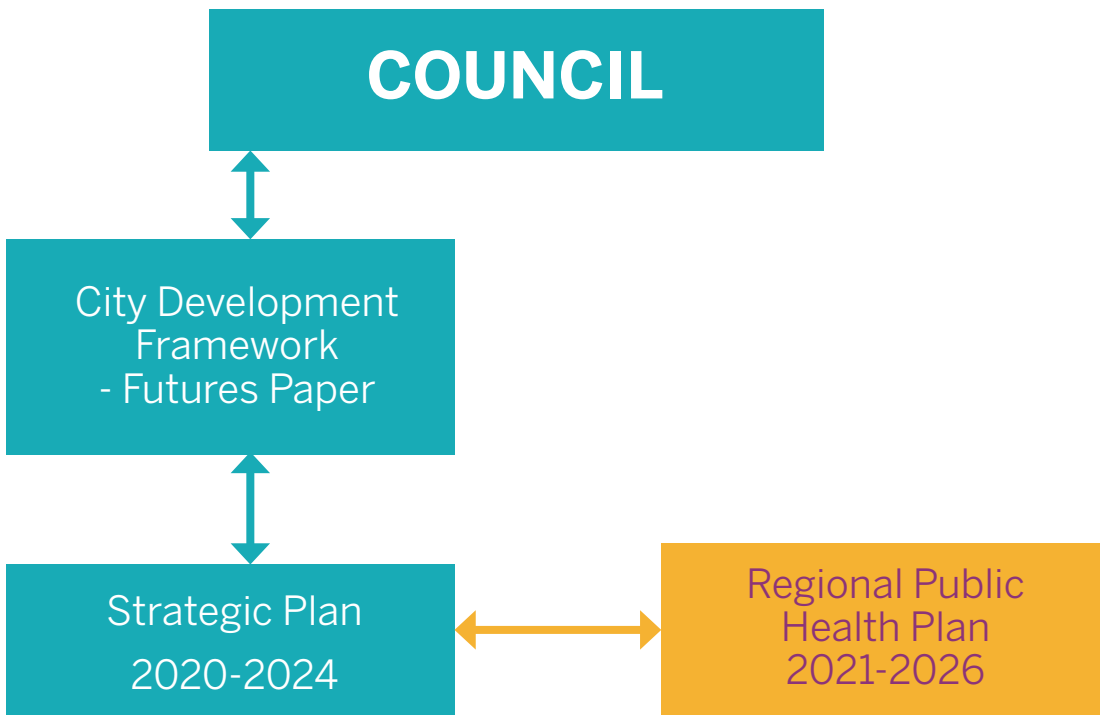 COUNCIL
City Development
Framework
- Futures Paper
Strategic Plan
2020-2024
Regional Public
Health Plan
2021-2026